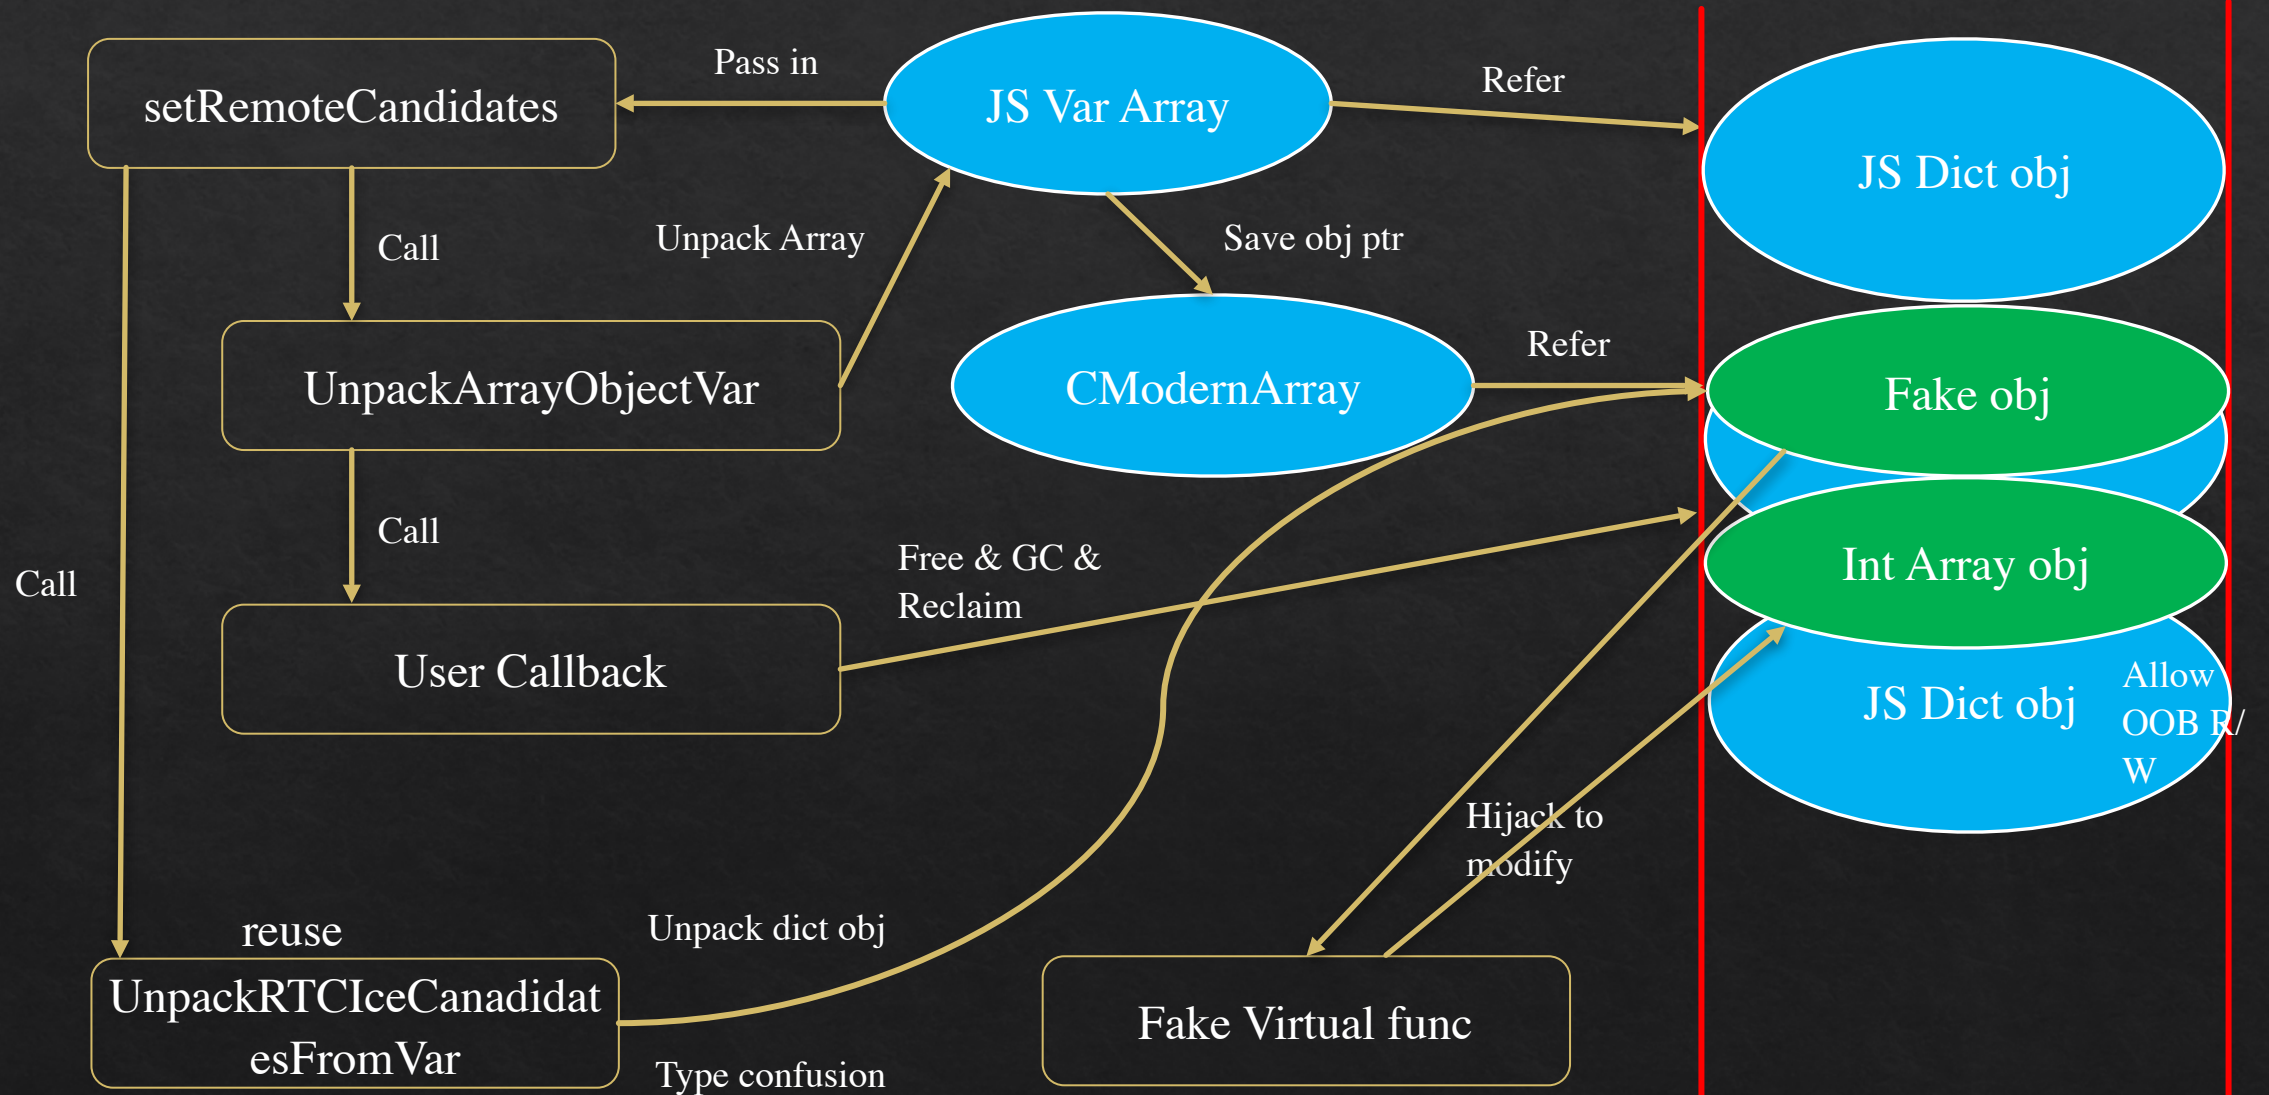 Pass in
Refer
setRemoteCandidates
JS Var Array
JS Dict obj
Call
Unpack Array
Save obj ptr
UnpackArrayObjectVar
CModernArray
Refer
Fake obj
Call
Call
Free & GC &
Reclaim
Int Array obj
User Callback
JS Dict obj
Allow
OOB R/
W
Hijack to
modify
reuse
Unpack dict obj
UnpackRTCIceCanadidat
esFromVar
Fake Virtual func
Type confusion